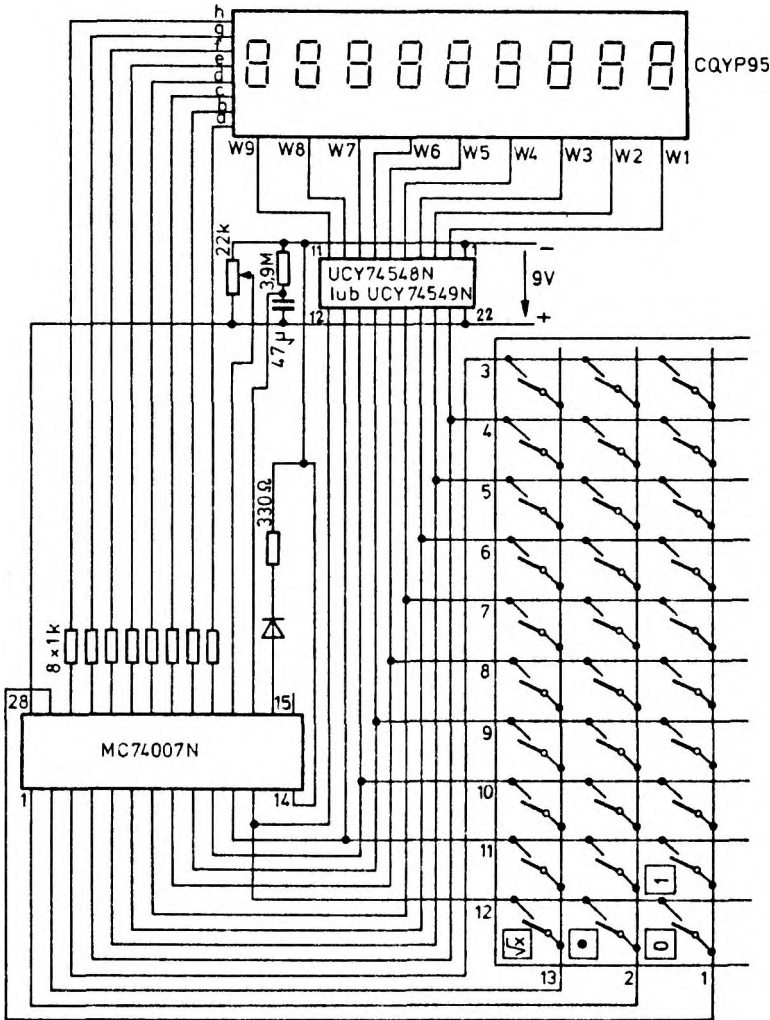 h
g
f
e
d
c
b
a
CQYP95
W9 W8 W7 W6 W5 W4 W3 W2 W1
22k
3,9M
47µ
11 1
UCY74548N
lub UCY74549N
12 22
−
9V
+
330Ω
8x1k
28 15
MC74007N
1 14
3
4
5
6
7
8
9
10
11
12
1
√x
•
0
13 2 1